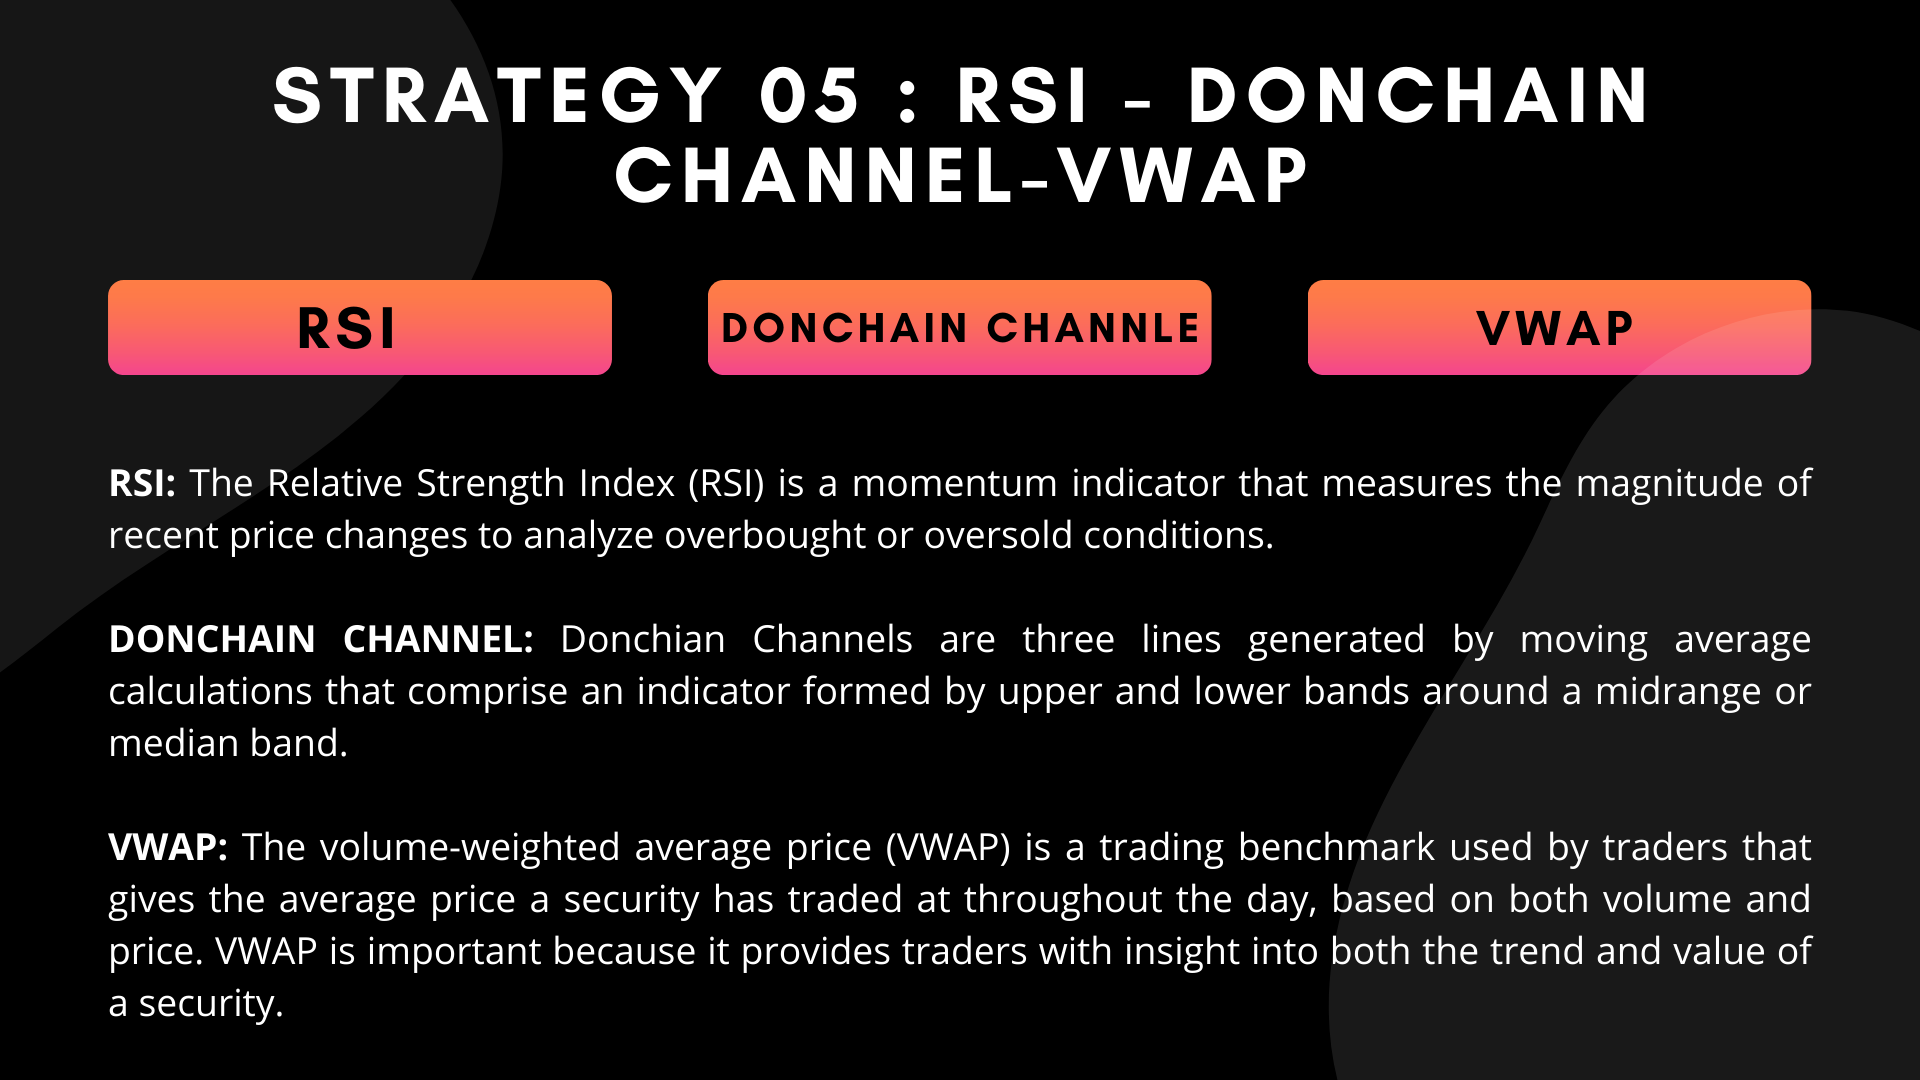 STRATEGY 05 : RSI - DONCHAIN
CHANNEL-VWAP
RSI
DONCHAIN CHANNLE
VWAP
RSI: The Relative Strength Index (RSI) is a momentum indicator that measures the magnitude of
recent price changes to analyze overbought or oversold conditions.
DONCHAIN CHANNEL: Donchian Channels are three lines generated by moving average
calculations that comprise an indicator formed by upper and lower bands around a midrange or
median band.
VWAP: The volume-weighted average price (VWAP) is a trading benchmark used by traders that
gives the average price a security has traded at throughout the day, based on both volume and
price. VWAP is important because it provides traders with insight into both the trend and value of
a security.